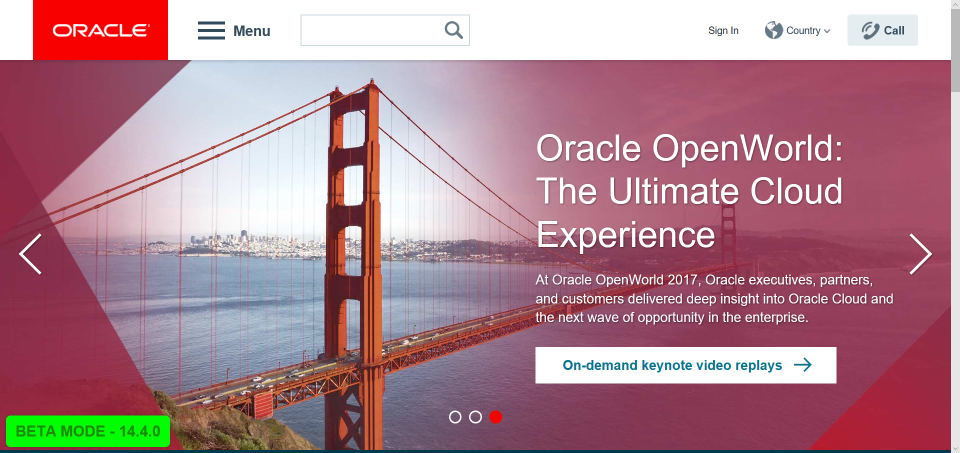 ORACLE
Menu
Sign In
Country
Call
Oracle OpenWorld:
The Ultimate Cloud
Experience
At Oracle OpenWorld 2017, Oracle executives, partners,
and customers delivered deep insight into Oracle Cloud and
the next wave of opportunity in the enterprise.
On-demand keynote video replays
BETA MODE - 14.4.0